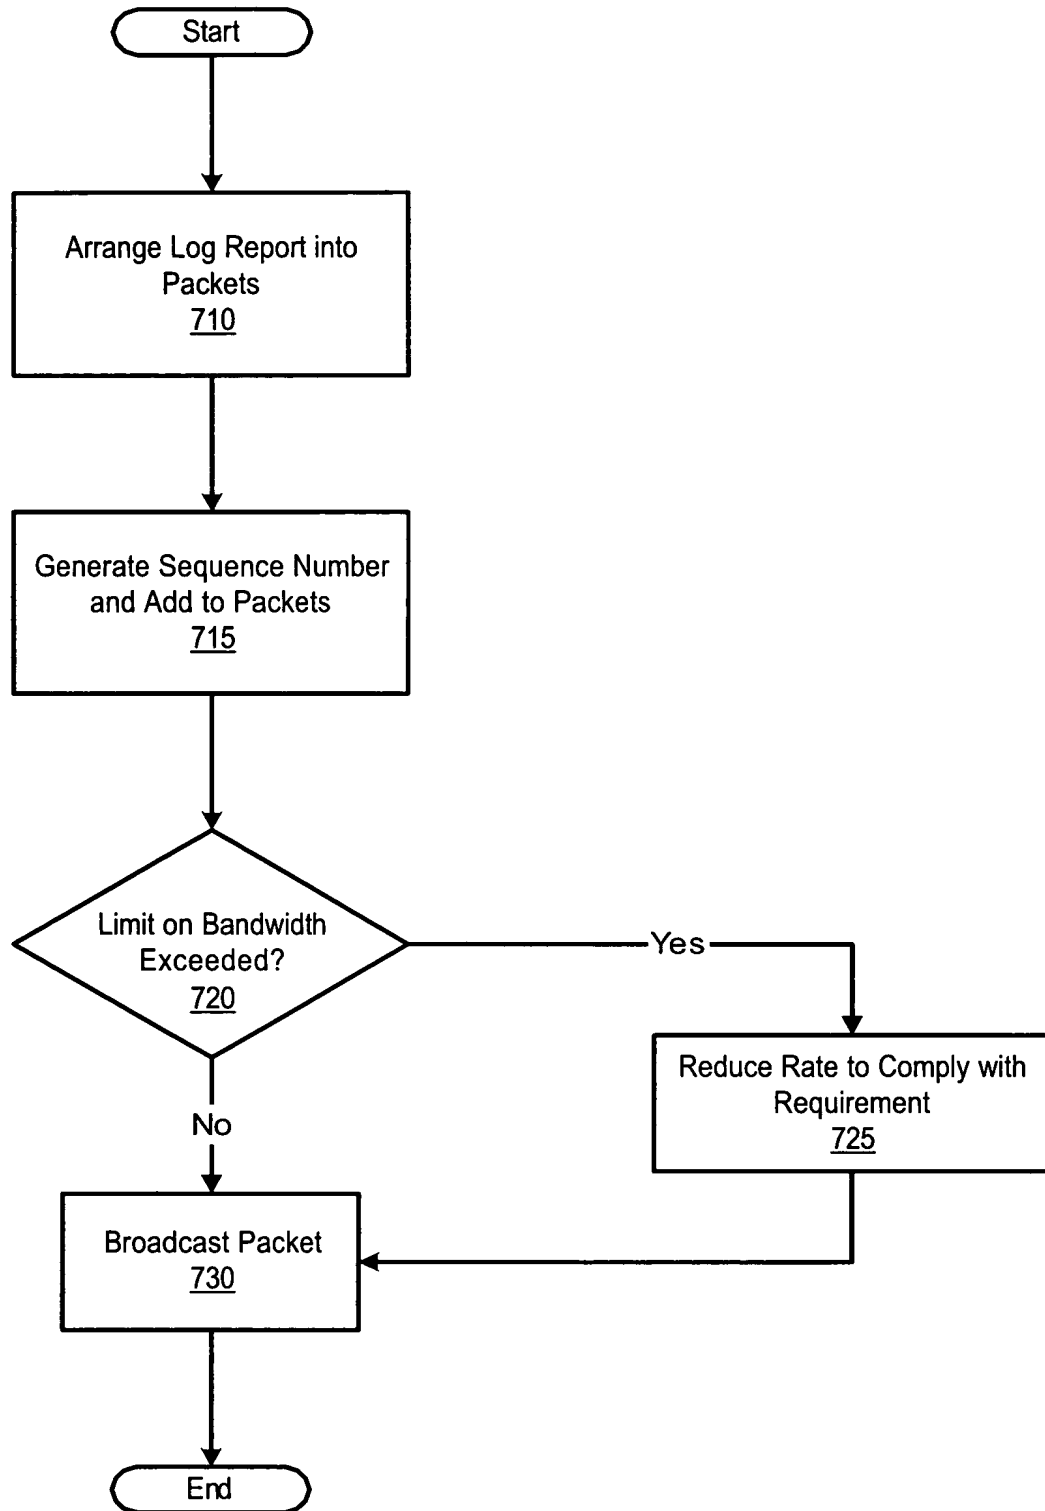 Start
Arrange Log Report into
Packets
710
Generate Sequence Number
and Add to Packets
715
Limit on Bandwidth
Exceeded?
720
Yes
Reduce Rate to Comply with
Requirement
725
No
Broadcast Packet
730
End